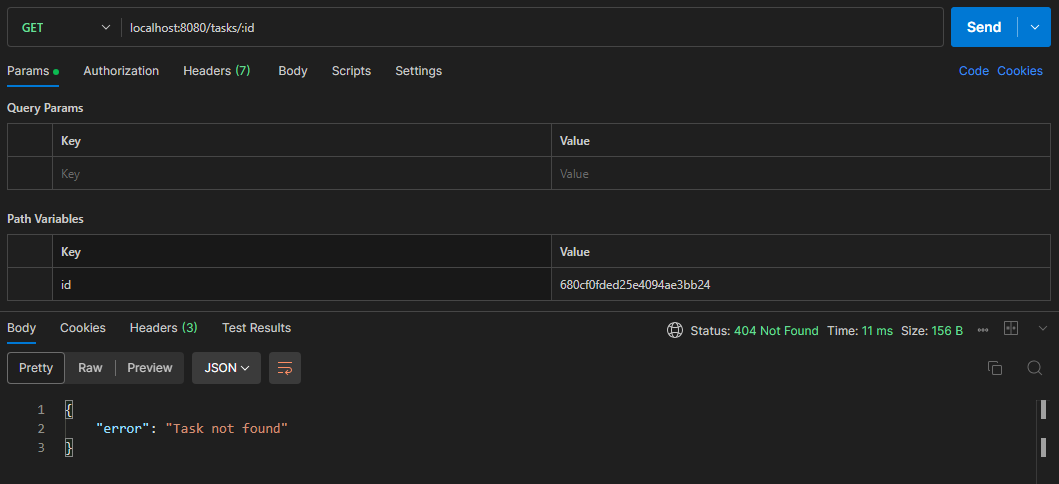 GET localhost:8080/tasks/:id Send
Params Authorization Headers (7) Body Scripts Settings Code Cookies
Query Params
Key Value
Key Value
Path Variables
Key Value
id 680cf0fded25e4094ae3bb24
Body Cookies Headers (3) Test Results Status: 404 Not Found Time: 11 ms Size: 156 B
Pretty Raw Preview JSON
1 {
2 "error": "Task not found"
3 }